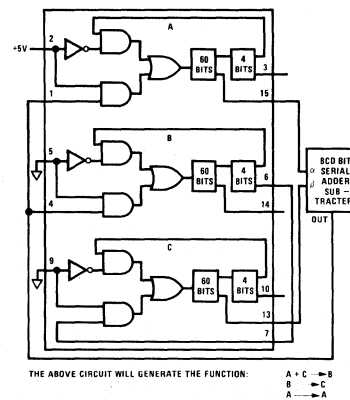 A
2
+5V
60 BITS
4 BITS
3
1
15
B
5
60 BITS
4 BITS
6
4
14
BCD BIT
SERIAL
ADDER
SUB –
TRACTER
α
β
OUT
C
9
60 BITS
4 BITS
10
13
7
THE ABOVE CIRCUIT WILL GENERATE THE FUNCTION: A + C → B
B → C
A → A